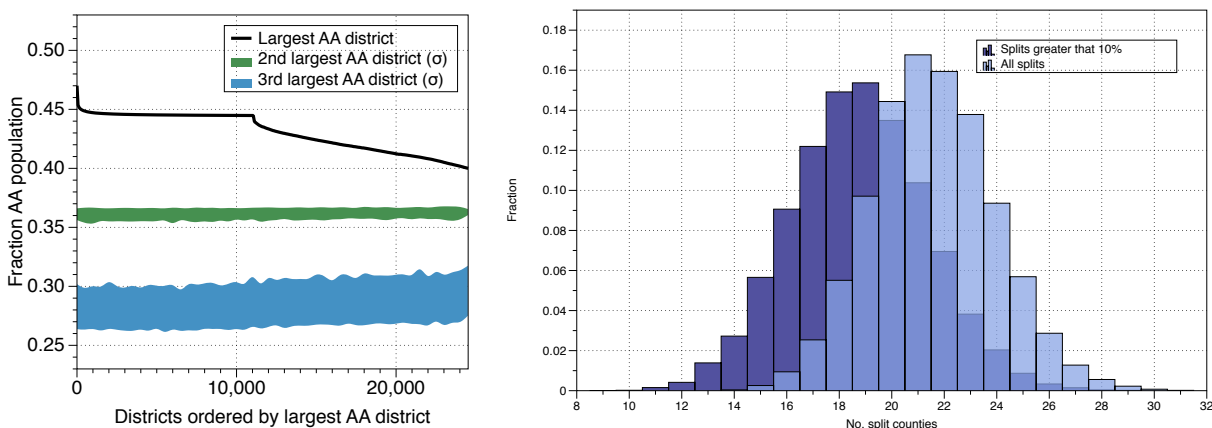 0.50
0.45
0.40
0.35
0.30
0.25
Fraction AA population
Largest AA district
2nd largest AA district (σ)
3rd largest AA district (σ)
0
10,000
20,000
Districts ordered by largest AA district
0.18
0.16
0.14
0.12
0.10
0.08
0.06
0.04
0.02
0
Fraction
Splits greater that 10%
All splits
8 10 12 14 16 18 20 22 24 26 28 30 32
No. split counties